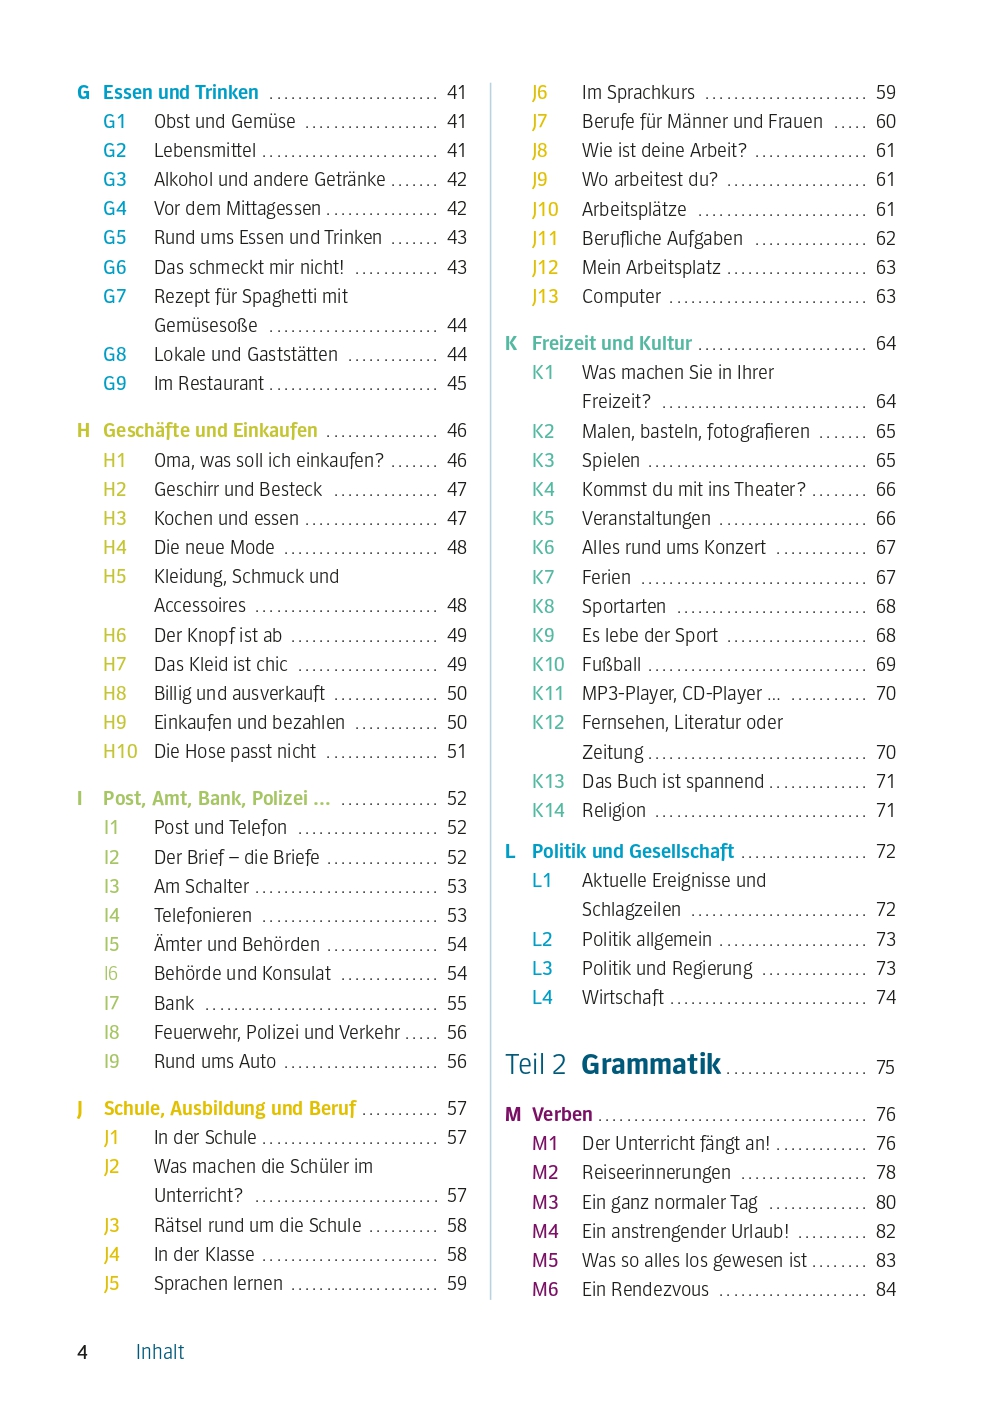 G Essen und Trinken ........................ 41
G1 Obst und Gemüse ................... 41
G2 Lebensmittel ......................... 41
G3 Alkohol und andere Getränke ....... 42
G4 Vor dem Mittagessen ................ 42
G5 Rund ums Essen und Trinken ....... 43
G6 Das schmeckt mir nicht! ............ 43
G7 Rezept für Spaghetti mit
Gemüsesoße ........................ 44
G8 Lokale und Gaststätten ............. 44
G9 Im Restaurant ........................ 45
H Geschäfte und Einkaufen ................ 46
H1 Oma, was soll ich einkaufen? ....... 46
H2 Geschirr und Besteck ............... 47
H3 Kochen und essen ................... 47
H4 Die neue Mode ...................... 48
H5 Kleidung, Schmuck und
Accessoires .......................... 48
H6 Der Knopf ist ab ..................... 49
H7 Das Kleid ist chic .................... 49
H8 Billig und ausverkauft ............... 50
H9 Einkaufen und bezahlen ............ 50
H10 Die Hose passt nicht ................ 51
I Post, Amt, Bank, Polizei ... .............. 52
I1 Post und Telefon .................... 52
I2 Der Brief – die Briefe ................ 52
I3 Am Schalter .......................... 53
I4 Telefonieren ......................... 53
I5 Ämter und Behörden ................ 54
I6 Behörde und Konsulat .............. 54
I7 Bank ................................. 55
I8 Feuerwehr, Polizei und Verkehr ..... 56
I9 Rund ums Auto ...................... 56
J Schule, Ausbildung und Beruf ........... 57
J1 In der Schule ......................... 57
J2 Was machen die Schüler im
Unterricht? .......................... 57
J3 Rätsel rund um die Schule .......... 58
J4 In der Klasse ......................... 58
J5 Sprachen lernen ..................... 59
J6 Im Sprachkurs ....................... 59
J7 Berufe für Männer und Frauen ..... 60
J8 Wie ist deine Arbeit? ................ 61
J9 Wo arbeitest du? .................... 61
J10 Arbeitsplätze ........................ 61
J11 Berufliche Aufgaben ................ 62
J12 Mein Arbeitsplatz .................... 63
J13 Computer ............................ 63
K Freizeit und Kultur ........................ 64
K1 Was machen Sie in Ihrer
Freizeit? ............................. 64
K2 Malen, basteln, fotografieren ....... 65
K3 Spielen ............................... 65
K4 Kommst du mit ins Theater? ........ 66
K5 Veranstaltungen ..................... 66
K6 Alles rund ums Konzert ............. 67
K7 Ferien ................................ 67
K8 Sportarten ........................... 68
K9 Es lebe der Sport .................... 68
K10 Fußball ............................... 69
K11 MP3-Player, CD-Player ... ........... 70
K12 Fernsehen, Literatur oder
Zeitung ............................... 70
K13 Das Buch ist spannend .............. 71
K14 Religion .............................. 71
L Politik und Gesellschaft .................. 72
L1 Aktuelle Ereignisse und
Schlagzeilen ......................... 72
L2 Politik allgemein ..................... 73
L3 Politik und Regierung ............... 73
L4 Wirtschaft ............................ 74
Teil 2 Grammatik .................... 75
M Verben ...................................... 76
M1 Der Unterricht fängt an! ............. 76
M2 Reiseerinnerungen .................. 78
M3 Ein ganz normaler Tag .............. 80
M4 Ein anstrengender Urlaub! .......... 82
M5 Was so alles los gewesen ist ........ 83
M6 Ein Rendezvous ..................... 84
4 Inhalt